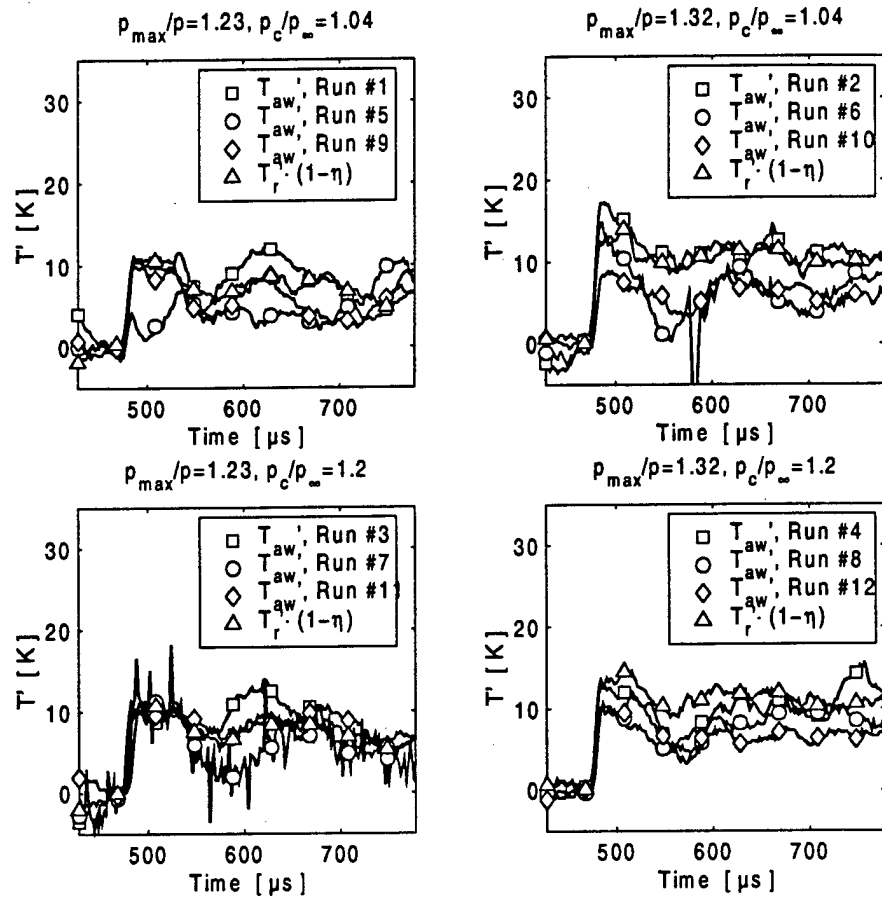 p_max/p=1.23, p_c/p_∞=1.04
30
20
10
0
T' [K]
T_aw', Run #1
T_aw', Run #5
T_aw', Run #9
T_r'· (1-η)
500 600 700
Time [μs]
p_max/p=1.32, p_c/p_∞=1.04
30
20
10
0
T' [K]
T_aw', Run #2
T_aw', Run #6
T_aw', Run #10
T_r'· (1-η)
500 600 700
Time [μs]
p_max/p=1.23, p_c/p_∞=1.2
30
20
10
0
T' [K]
T_aw', Run #3
T_aw', Run #7
T_aw', Run #11
T_r'· (1-η)
500 600 700
Time [μs]
p_max/p=1.32, p_c/p_∞=1.2
30
20
10
0
T' [K]
T_aw', Run #4
T_aw', Run #8
T_aw', Run #12
T_r'· (1-η)
500 600 700
Time [μs]